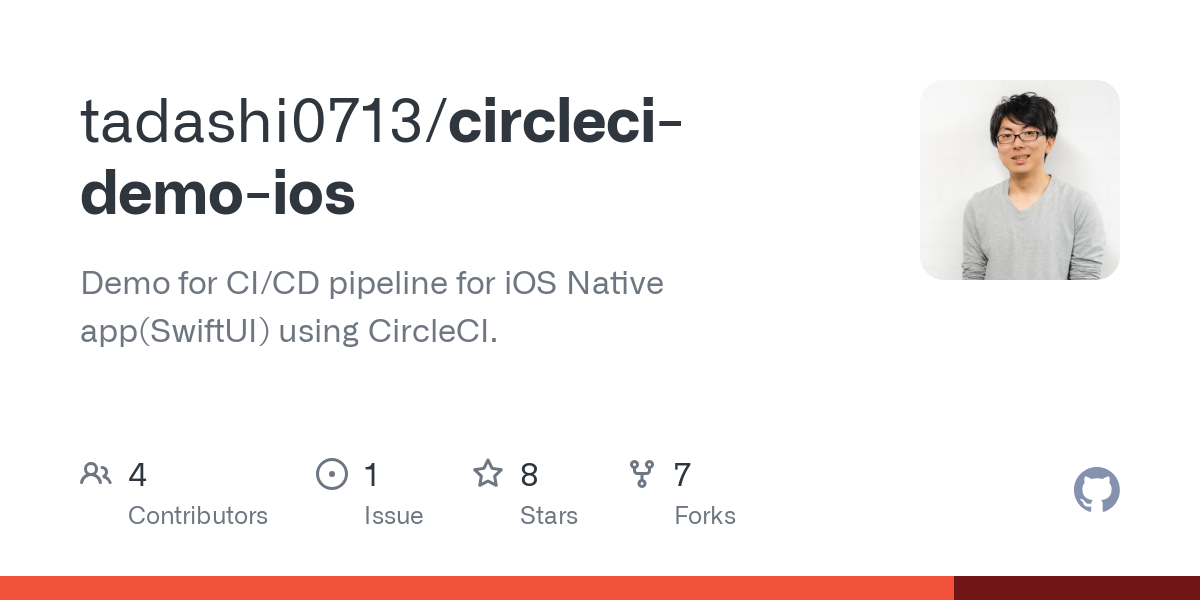 tadashi0713/circleci-
demo-ios
Demo for CI/CD pipeline for iOS Native
app(SwiftUI) using CircleCI.
4
Contributors
1
Issue
8
Stars
7
Forks